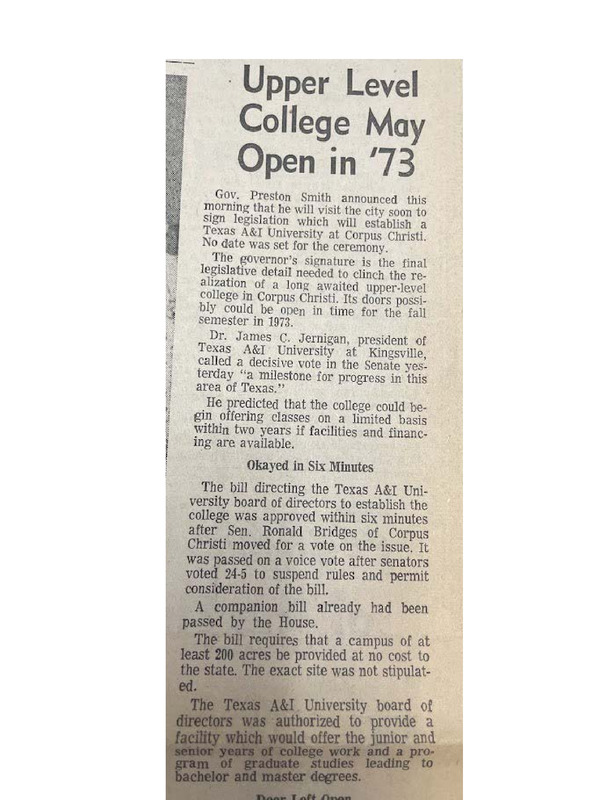 Upper Level
College May
Open in '73
Gov. Preston Smith announced this
morning that he will visit the city soon to
sign legislation which will establish a
Texas A&I University at Corpus Christi.
No date was set for the ceremony.
The governor's signature is the final
legislative detail needed to clinch the re-
alization of a long awaited upper-level
college in Corpus Christi. Its doors possi-
bly could be open in time for the fall
semester in 1973.
Dr. James C. Jernigan, president of
Texas A&I University at Kingsville,
called a decisive vote in the Senate yes-
terday "a milestone for progress in this
area of Texas."
He predicted that the college could be-
gin offering classes on a limited basis
within two years if facilities and financ-
ing are available.
Okayed in Six Minutes
The bill directing the Texas A&I Uni-
versity board of directors to establish the
college was approved within six minutes
after Sen. Ronald Bridges of Corpus
Christi moved for a vote on the issue. It
was passed on a voice vote after senators
voted 24-5 to suspend rules and permit
consideration of the bill.
A companion bill already had been
passed by the House.
The bill requires that a campus of at
least 200 acres be provided at no cost to
the state. The exact site was not stipulat-
ed.
The Texas A&I University board of
directors was authorized to provide a
facility which would offer the junior and
senior years of college work and a pro-
gram of graduate studies leading to
bachelor and master degrees.
Door Left Open